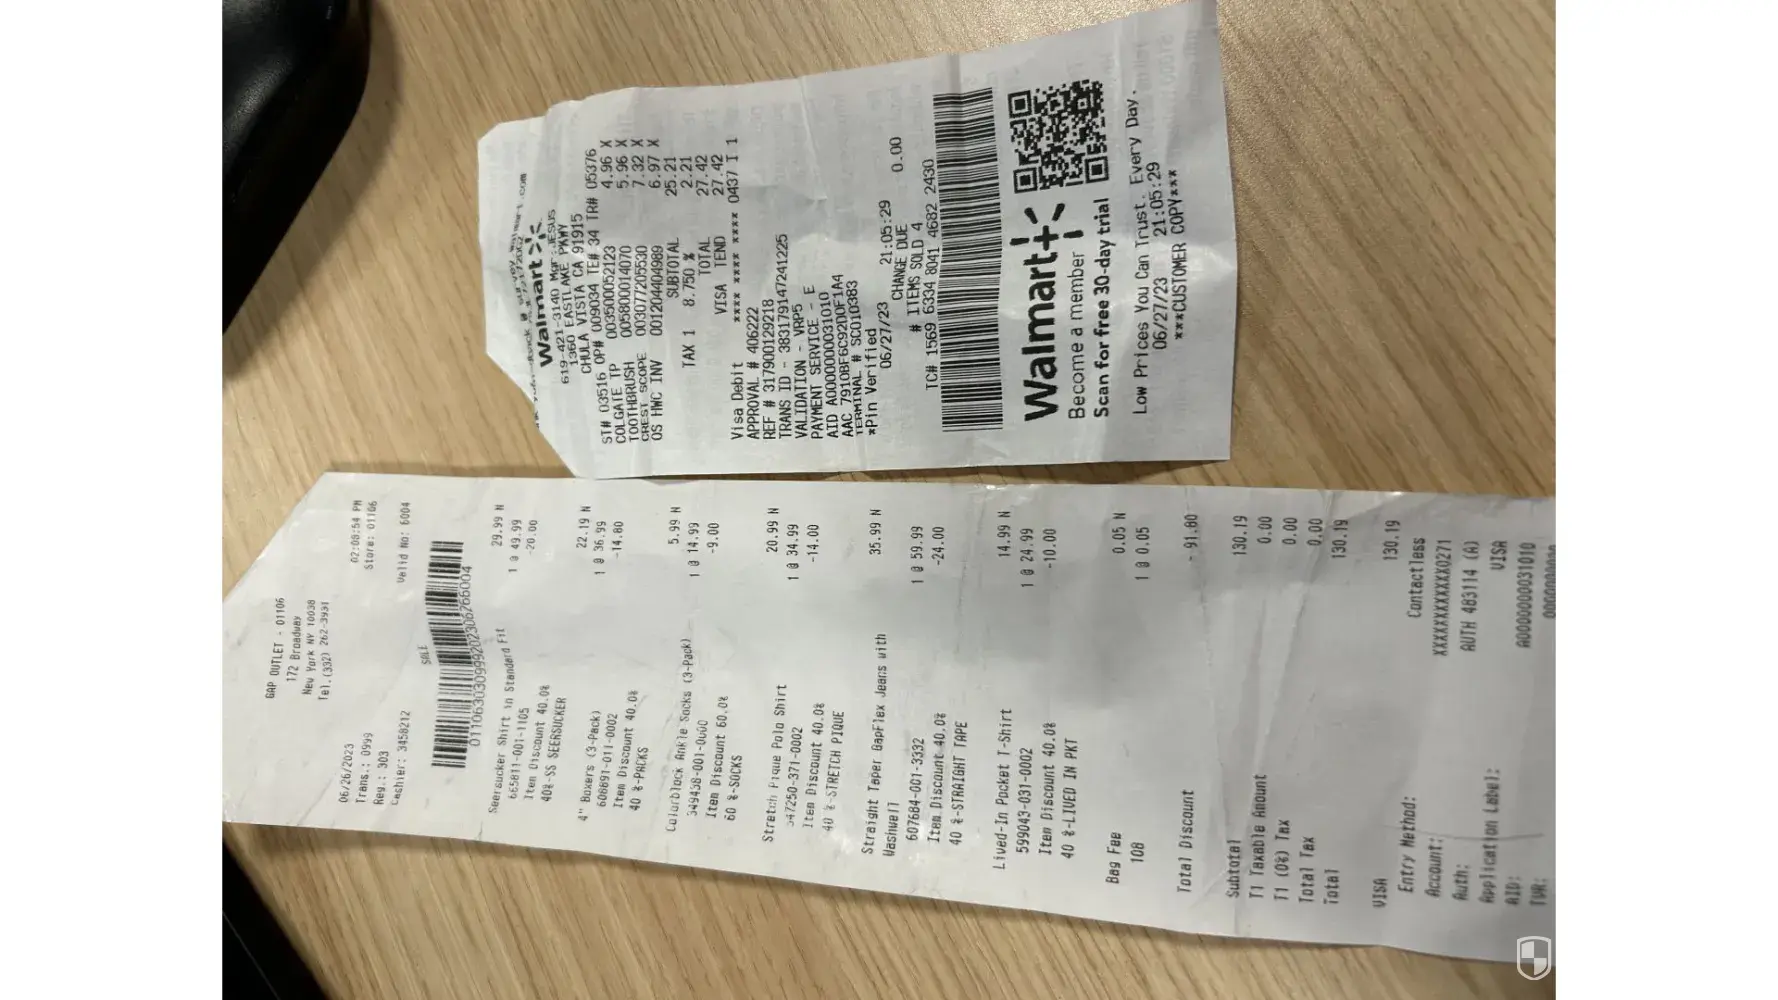 Walmart
619-421-3140 Mgr. JESUS
1360 EASTLAKE PKWY
CHULA VISTA CA 91915
ST# 03516 OP# 009034 TE# 34 TR# 05376
COLGATE TP 003500052123 4.96 X
TOOTHBRUSH 005800014070 5.96 X
CREST SCOPE 003077205530 7.32 X
OS HWC INV 001204404989 6.97 X
SUBTOTAL 25.21
TAX 1 8.750 % 2.21
TOTAL 27.42
VISA TEND 27.42
Visa Debit **** **** **** 0437 I 1
APPROVAL # 406222
REF # 317900129218
TRANS ID - 383179147241225
VALIDATION - VRP5
PAYMENT SERVICE - E
AID A0000000031010
AAC 7910BF6C92D0F1A4
TERMINAL # SC010383
*Pin Verified
06/27/23 21:05:29
CHANGE DUE 0.00
# ITEMS SOLD 4
TC# 1569 6334 8041 4682 2430
Walmart+
Become a member
Scan for free 30-day trial
Low Prices You Can Trust. Every Day.
06/27/23 21:05:29
***CUSTOMER COPY***
GAP OUTLET - 01106
172 Broadway
New York NY 10038
Tel.(332) 262-3931
06/26/2023 02:08:54 PM
Trans.: 0999 Store: 01106
Reg.: 303
Cashier: 3458212 Valid No: 6004
SALE
Seersucker Shirt in Standard Fit 29.99 N
665811-001-1105 1 @ 49.99
Item Discount 40.0% -20.00
40%-SS SEERSUCKER
4" Boxers (3-Pack) 22.19 N
606891-011-0002 1 @ 36.99
Item Discount 40.0% -14.80
40 %-PACKS
Colorblock Ankle Socks (3-Pack) 5.99 N
549438-001-0000 1 @ 14.99
Item Discount 60.0% -9.00
60 %-SOCKS
Stretch Pique Polo Shirt 20.99 N
547250-371-0002 1 @ 34.99
Item Discount 40.0% -14.00
40 %-STRETCH PIQUE
Straight Taper GapFlex Jeans with 35.99 N
Washwell
607684-001-3332 1 @ 59.99
Item Discount 40.0% -24.00
40 %-STRAIGHT TAPE
Lived-In Pocket T-Shirt 14.99 N
599043-031-0002 1 @ 24.99
Item Discount 40.0% -10.00
40 %-LIVED IN PKT
Bag Fee 0.05 N
108 1 @ 0.05
Total Discount -91.80
Subtotal 130.19
T1 Taxable Amount 0.00
T1 (0%) Tax 0.00
Total Tax 0.00
Total 130.19
VISA 130.19
Entry Method: Contactless
Account: XXXXXXXXXXXX0271
Auth: AUTH 483114 (A)
Application Label: VISA
AID: A0000000031010
TVR: 0000000000